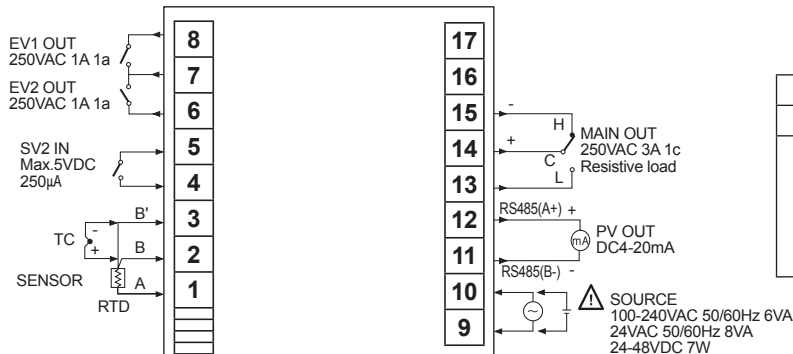 EV1 OUT
250VAC 1A 1a
EV2 OUT
250VAC 1A 1a
SV2 IN
Max.5VDC
250µA
TC
-
+
SENSOR
RTD
B'
B
A
8
7
6
5
4
3
2
1
17
16
15
14
13
12
11
10
9
-
+
H
C
L
MAIN OUT
250VAC 3A 1c
Resistive load
RS485(A+) +
mA
PV OUT
DC4-20mA
RS485(B-) -
SOURCE
100-240VAC 50/60Hz 6VA
24VAC 50/60Hz 8VA
24-48VDC 7W